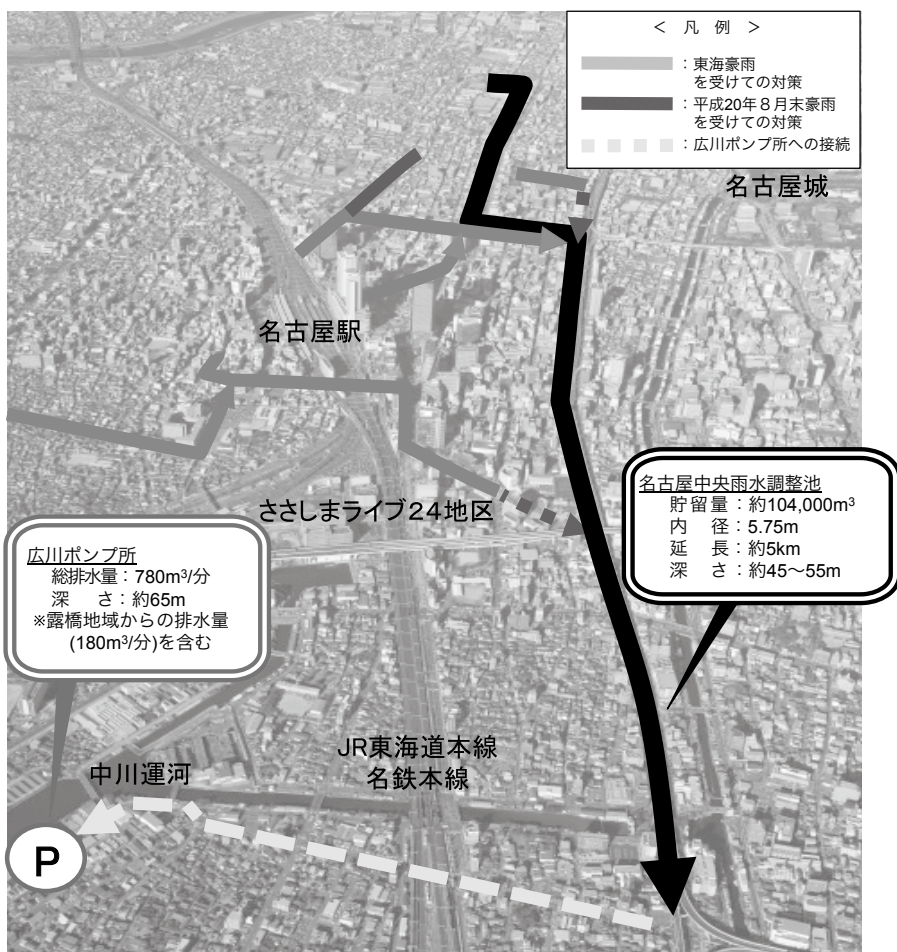 < 凡 例 >
：東海豪雨
を受けての対策
：平成20年８月末豪雨
を受けての対策
：広川ポンプ所への接続
名古屋城
名古屋駅
ささしまライブ２４地区
名古屋中央雨水調整池
貯留量：約104,000m³
内 径：5.75m
延 長：約5km
深 さ：約45～55m
広川ポンプ所
総排水量：780m³/分
深 さ：約65m
※露橋地域からの排水量
(180m³/分)を含む
JR東海道本線
名鉄本線
中川運河
P